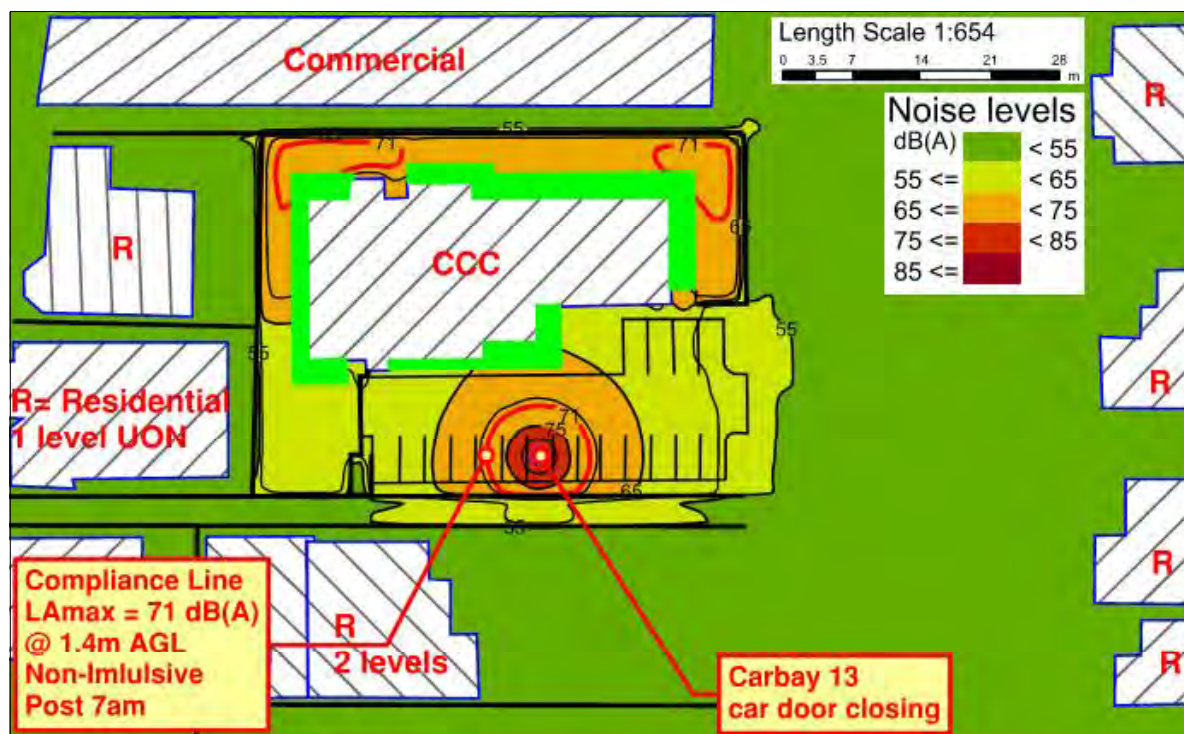 Commercial
Length Scale 1:654
0 3.5 7 14 21 28
m
Noise levels
dB(A)
< 55
55 <= < 65
65 <= < 75
75 <= < 85
85 <=
55
71
71
R
R
CCC
55
55
R= Residential
1 level UON
R
71
75
65
55
R
R
Compliance Line
LAmax = 71 dB(A)
@ 1.4m AGL
Non-Imlulsive
Post 7am
R
2 levels
Carbay 13
car door closing